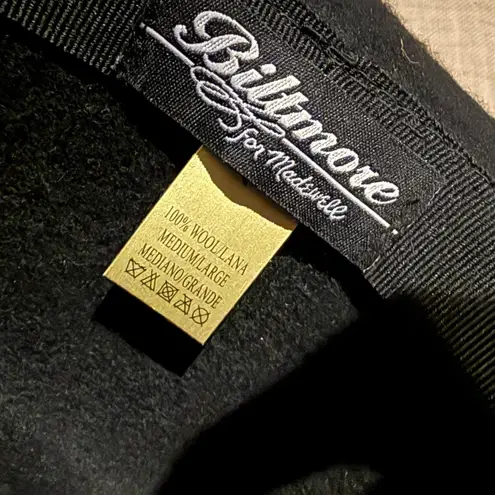 Biltmore
for Madewell
100% WOOL/LANA
MEDIUM/LARGE
MEDIANO/GRANDE